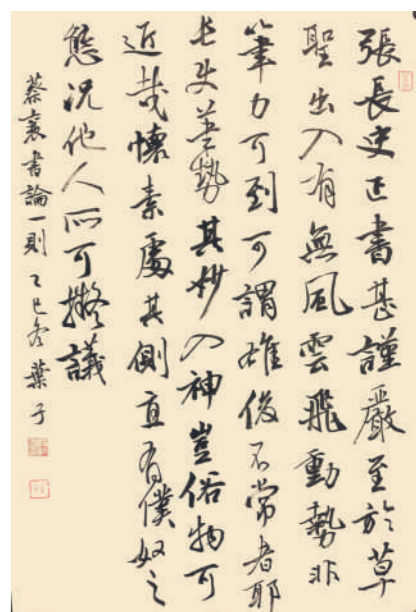 張長史正書甚謹嚴至於草
聖出入有無風雲飛動勢非
筆力可到可謂雄俊不常者耶
長史筆勢其妙入神豈俗物可
近哉懷素處其側直有僕奴之
態況他人所可擬議
蔡襄書論一則 乙巳冬 葉子